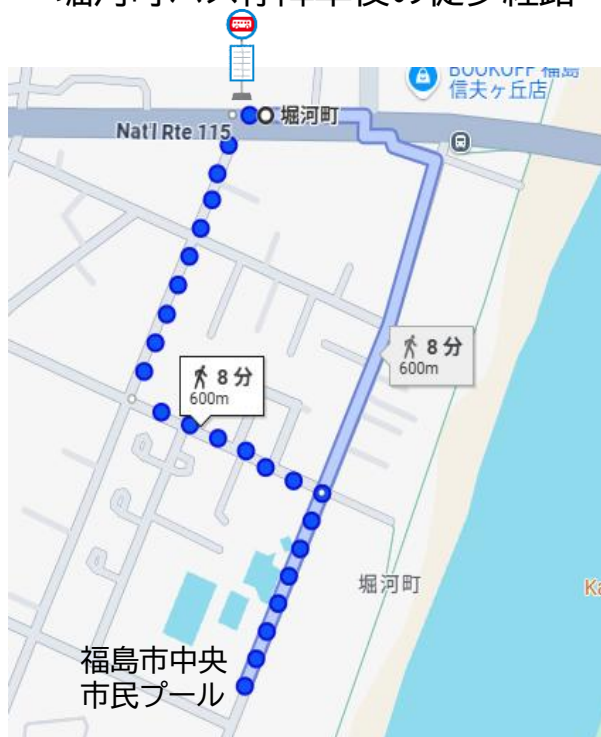 堀河町バス停降車後の徒歩経路
BOOKOFF 福島
信夫ヶ丘店
堀河町
Nat'l Rte 115
8 分
600m
8 分
600m
堀河町
Ka
福島市中央
市民プール